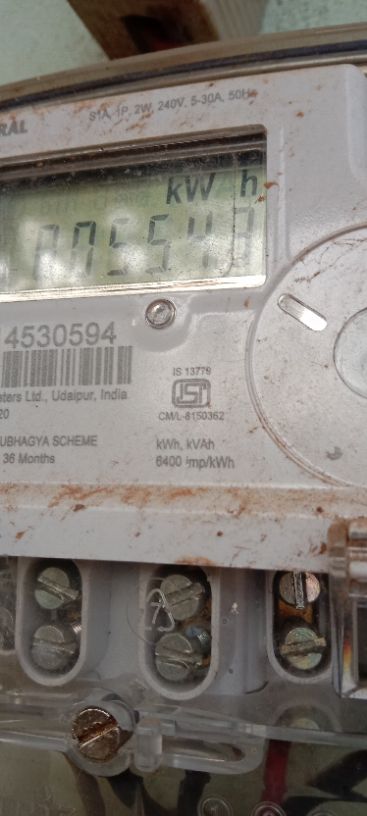 RAL
S1A, 1P, 2W, 240V, 5-30A, 50Hz
kW h
4530594
IS 13779
ISI
CM/L-8150362
eters Ltd., Udaipur, India
20
UBHAGYA SCHEME
36 Months
kWh, kVAh
6400 imp/kWh